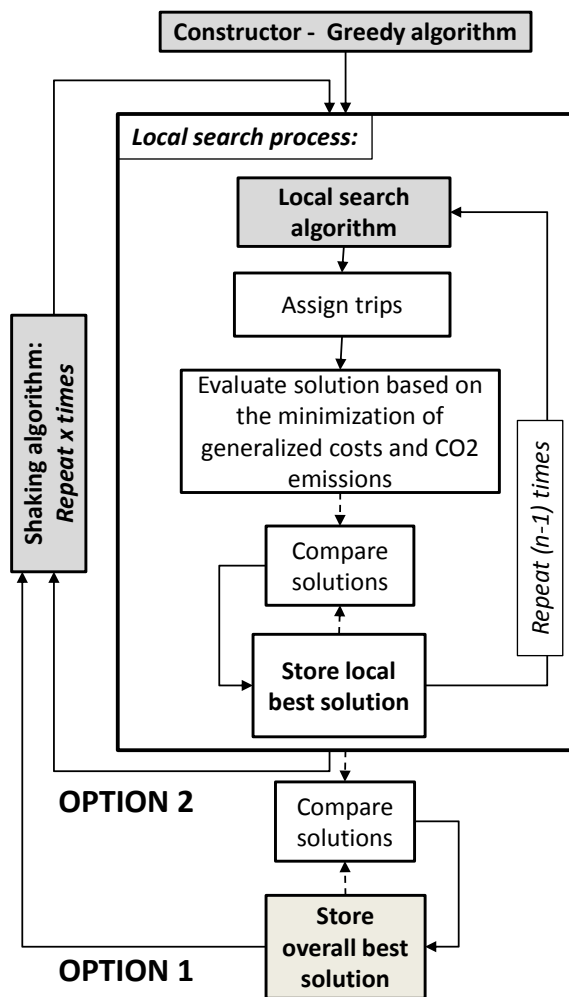 Constructor - Greedy algorithm
Local search process:
Local search
algorithm
Assign trips
Evaluate solution based on
the minimization of
generalized costs and CO2
emissions
Compare
solutions
Store local
best solution
Repeat (n-1) times
Shaking algorithm:
Repeat x times
OPTION 2
Compare
solutions
Store
overall best
solution
OPTION 1